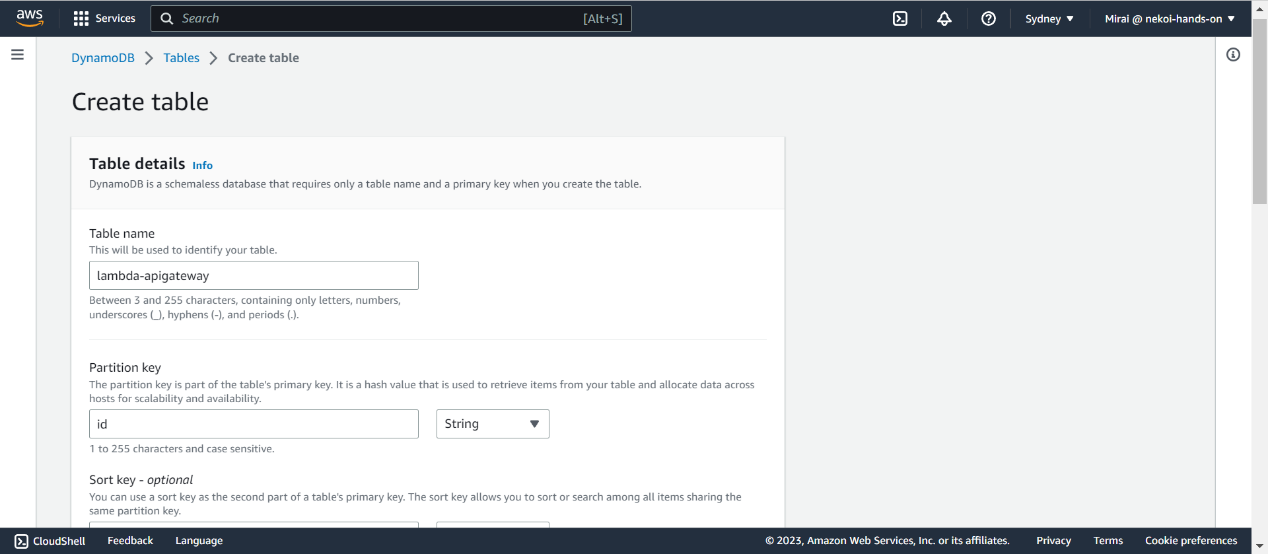 aws Services Search [Alt+S] Sydney ▼ Mirai @ nekoi-hands-on ▼
DynamoDB > Tables > Create table
Create table
Table details Info
DynamoDB is a schemaless database that requires only a table name and a primary key when you create the table.
Table name
This will be used to identify your table.
lambda-apigateway
Between 3 and 255 characters, containing only letters, numbers,
underscores (_), hyphens (-), and periods (.).
Partition key
The partition key is part of the table's primary key. It is a hash value that is used to retrieve items from your table and allocate data across
hosts for scalability and availability.
id String ▼
1 to 255 characters and case sensitive.
Sort key - optional
You can use a sort key as the second part of a table's primary key. The sort key allows you to sort or search among all items sharing the
same partition key.
CloudShell Feedback Language © 2023, Amazon Web Services, Inc. or its affiliates. Privacy Terms Cookie preferences